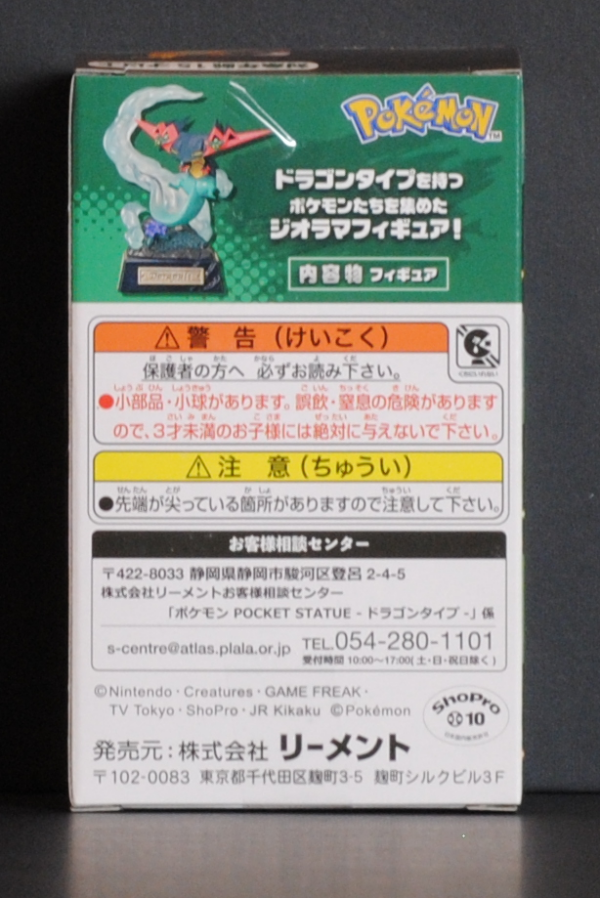 Pokémon
TM
ドラゴンタイプを持つ
ポケモンたちを集めた
ジオラマフィギュア!
内容物 フィギュア
⚠警 告(けいこく)
保護者の方へ 必ずお読み下さい。
●小部品・小球があります。誤飲・窒息の危険があります
ので、3才未満のお子様には絶対に与えないで下さい。
⚠注 意(ちゅうい)
●先端が尖っている箇所がありますので注意して下さい。
お客様相談センター
〒422-8033 静岡県静岡市駿河区登呂 2-4-5
株式会社リーメントお客様相談センター
「ポケモン POCKET STATUE - ドラゴンタイプ -」係
s-centre@atlas.plala.or.jp TEL.054-280-1101
受付時間 10:00〜17:00(土・日・祝日除く)
©Nintendo・Creatures・GAME FREAK・
TV Tokyo・ShoPro・JR Kikaku ©Pokémon
ShoPro
10
発売元:株式会社 リーメント
〒102-0083 東京都千代田区麹町3-5 麹町シルクビル3F